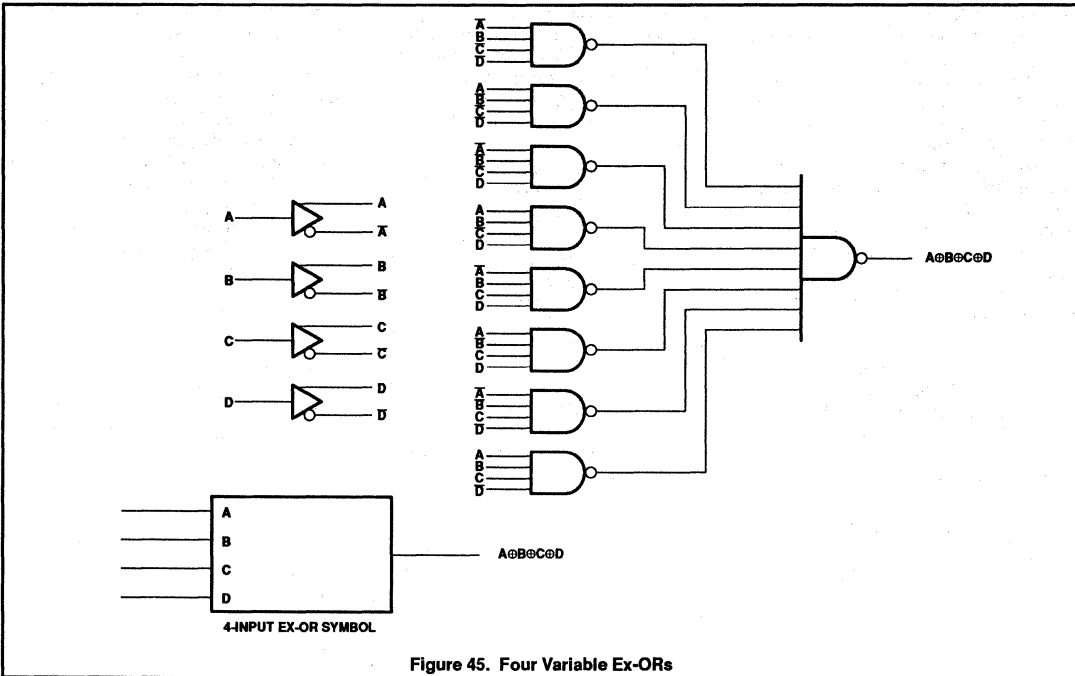 A̅
B
C̅
D̅
A
B̅
C̅
D̅
A̅
B̅
C̅
D
A
B
C̅
D
A̅
B
C
D
A
B̅
C
D
A̅
B̅
C
D̅
A
B
C
D̅
A
A
A̅
B
B
B̅
C
C
C̅
D
D
D̅
A⊕B⊕C⊕D
A
B
C
D
A⊕B⊕C⊕D
4-INPUT EX-OR SYMBOL
Figure 45. Four Variable Ex-ORs